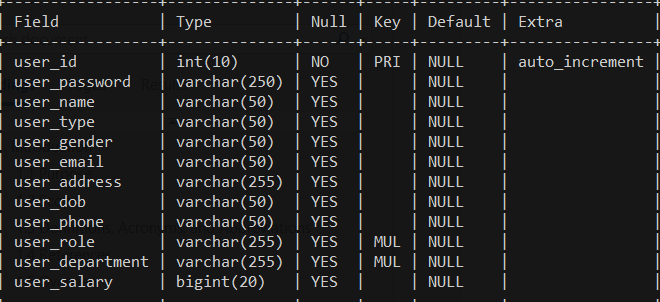 | Field | Type | Null | Key | Default | Extra |
| user_id | int(10) | NO | PRI | NULL | auto_increment |
| user_password | varchar(250) | YES | | NULL | |
| user_name | varchar(50) | YES | | NULL | |
| user_type | varchar(50) | YES | | NULL | |
| user_gender | varchar(50) | YES | | NULL | |
| user_email | varchar(50) | YES | | NULL | |
| user_address | varchar(255) | YES | | NULL | |
| user_dob | varchar(50) | YES | | NULL | |
| user_phone | varchar(50) | YES | | NULL | |
| user_role | varchar(255) | YES | MUL | NULL | |
| user_department | varchar(255) | YES | MUL | NULL | |
| user_salary | bigint(20) | YES | | NULL | |